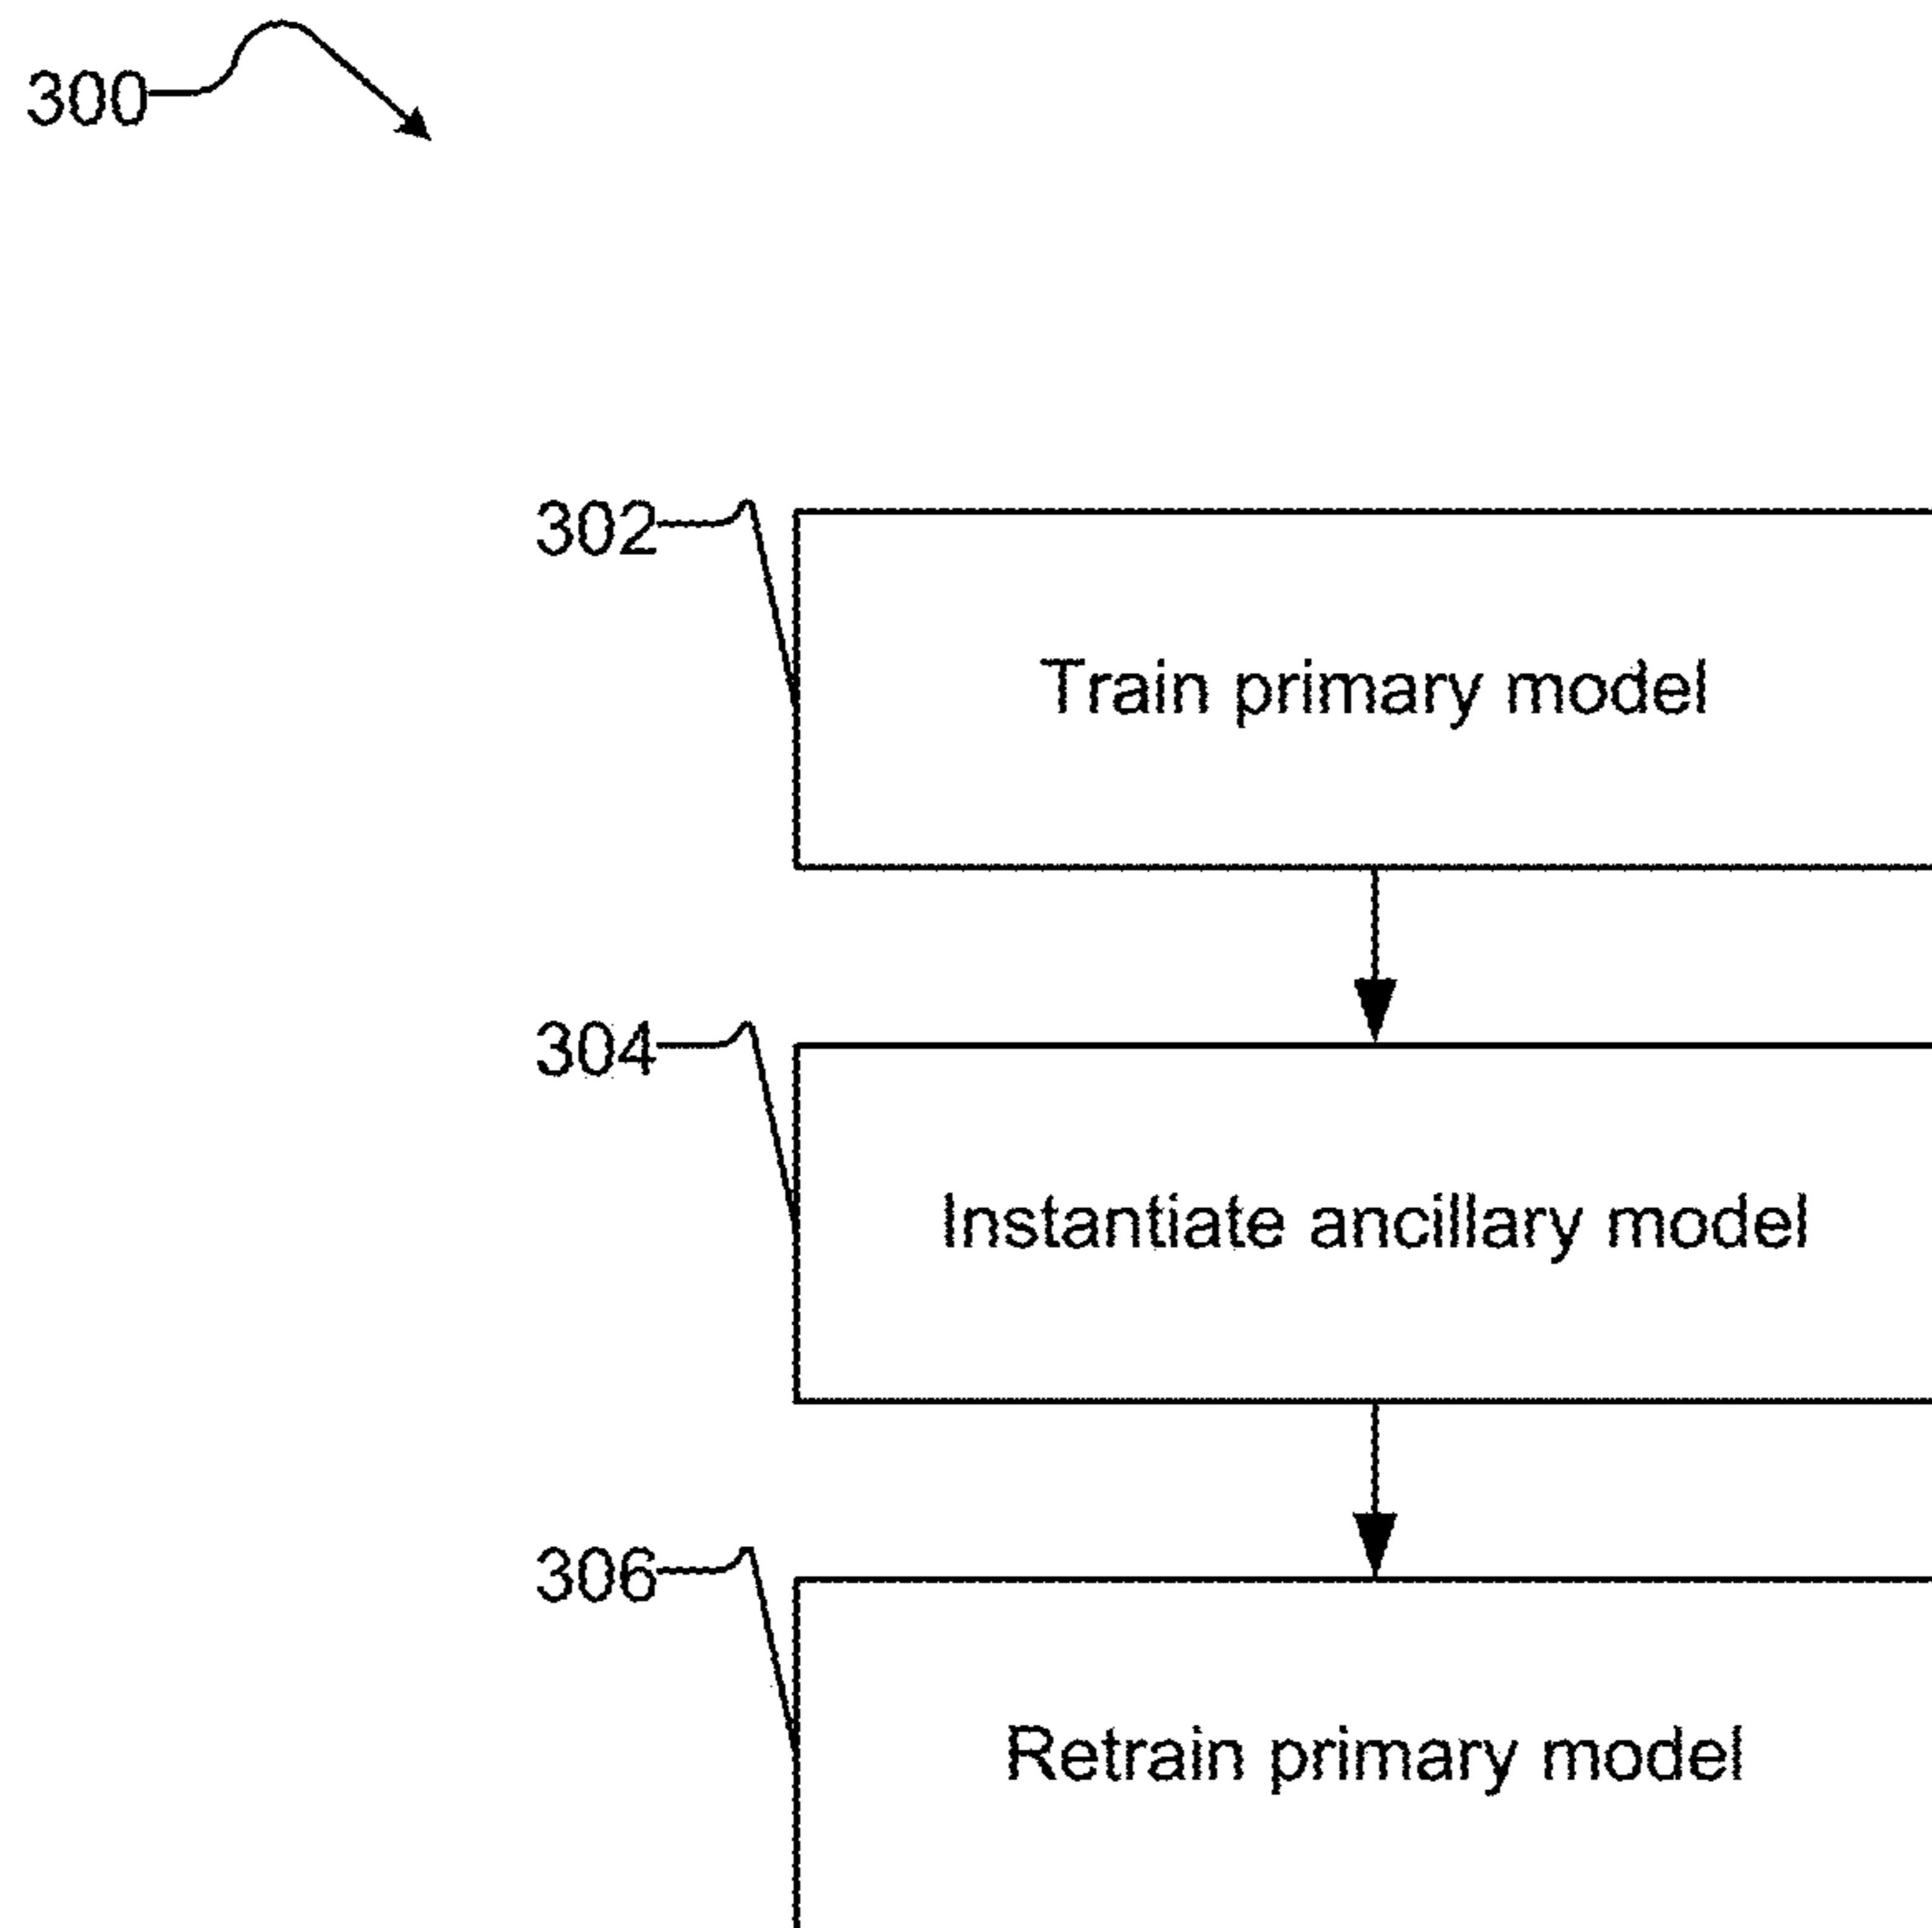 300
302
Train primary model
304
Instantiate ancillary model
306
Retrain primary model